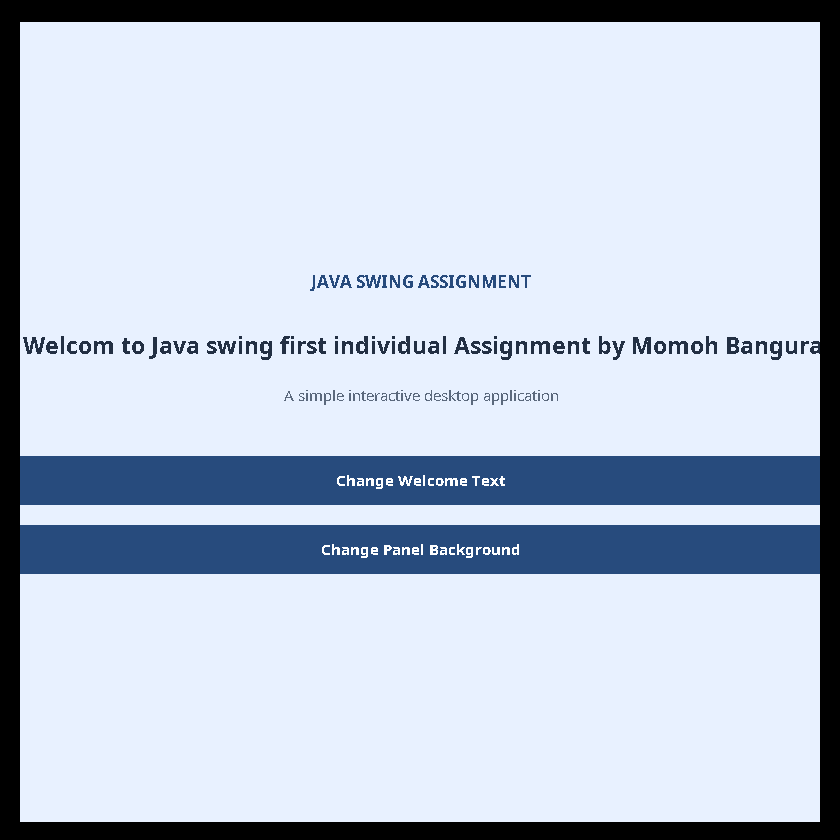 JAVA SWING ASSIGNMENT
Welcom to Java swing first individual Assignment by Momoh Bangura
A simple interactive desktop application
Change Welcome Text
Change Panel Background